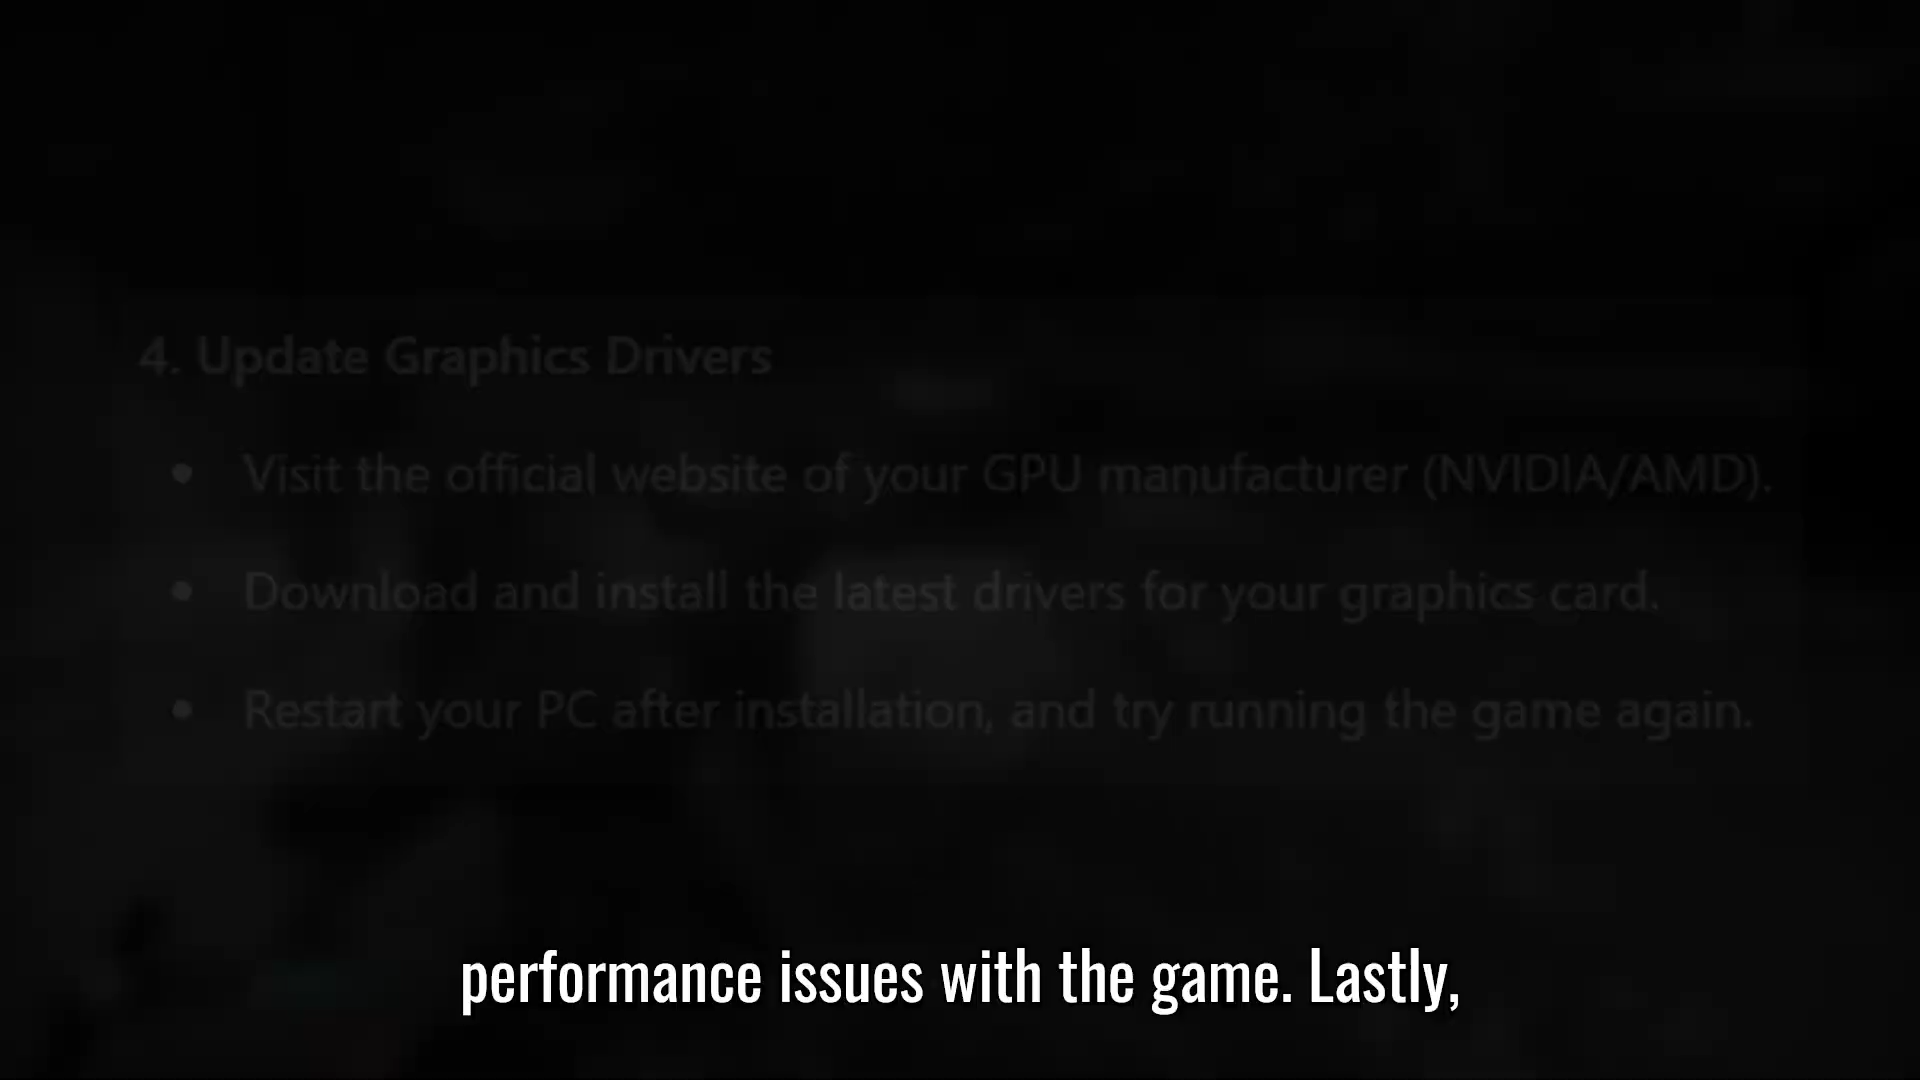 4. Update Graphics Drivers
• Visit the official website of your GPU manufacturer (NVIDIA/AMD).
• Download and install the latest drivers for your graphics card.
• Restart your PC after installation, and try running the game again.
performance issues with the game. Lastly,